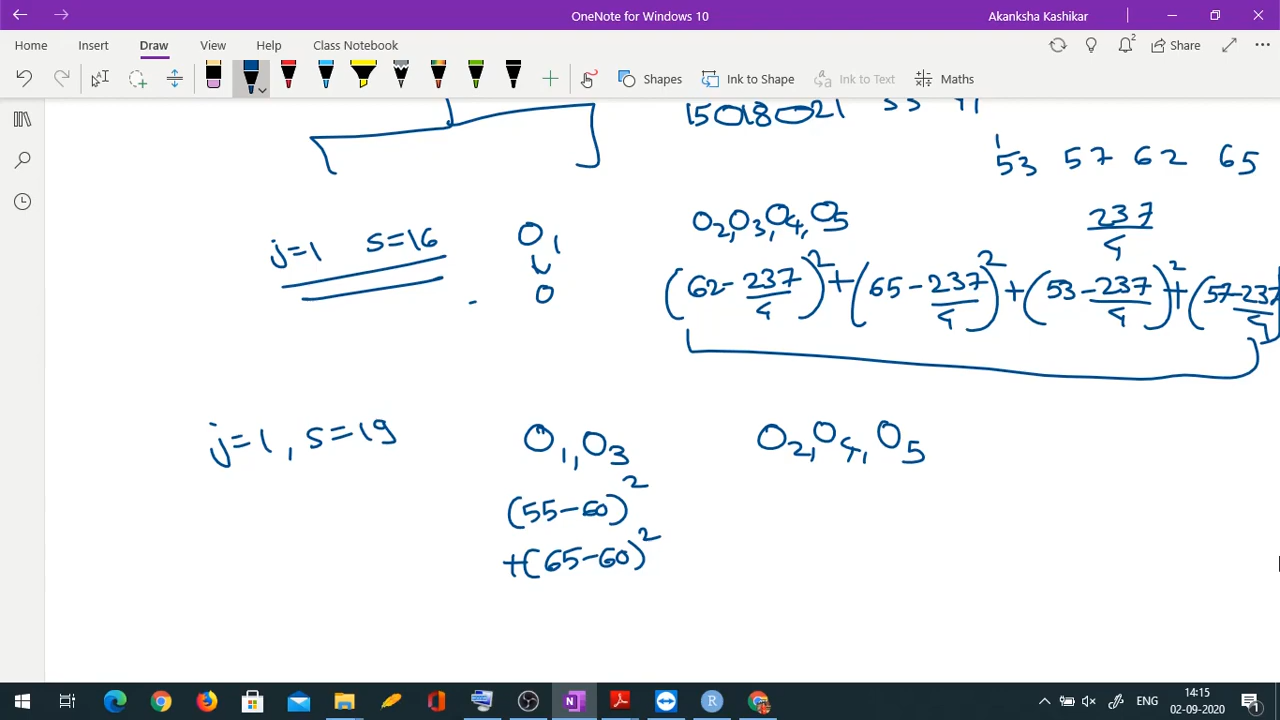 OneNote for Windows 10
Akanksha Kashikar
Home Insert Draw View Help Class Notebook Share
Shapes Ink to Shape Ink to Text Maths
53 57 62 65
j=1 s=16 O1 O2, O3, O4, O5 237/4
0 (62-237/4)²+(65-237/4)²+(53-237/4)²+(57-237/4)
j=1, s=19 O1, O3 O2, O4, O5
(55-60)²
+(65-60)²
ENG 14:15
02-09-2020
1